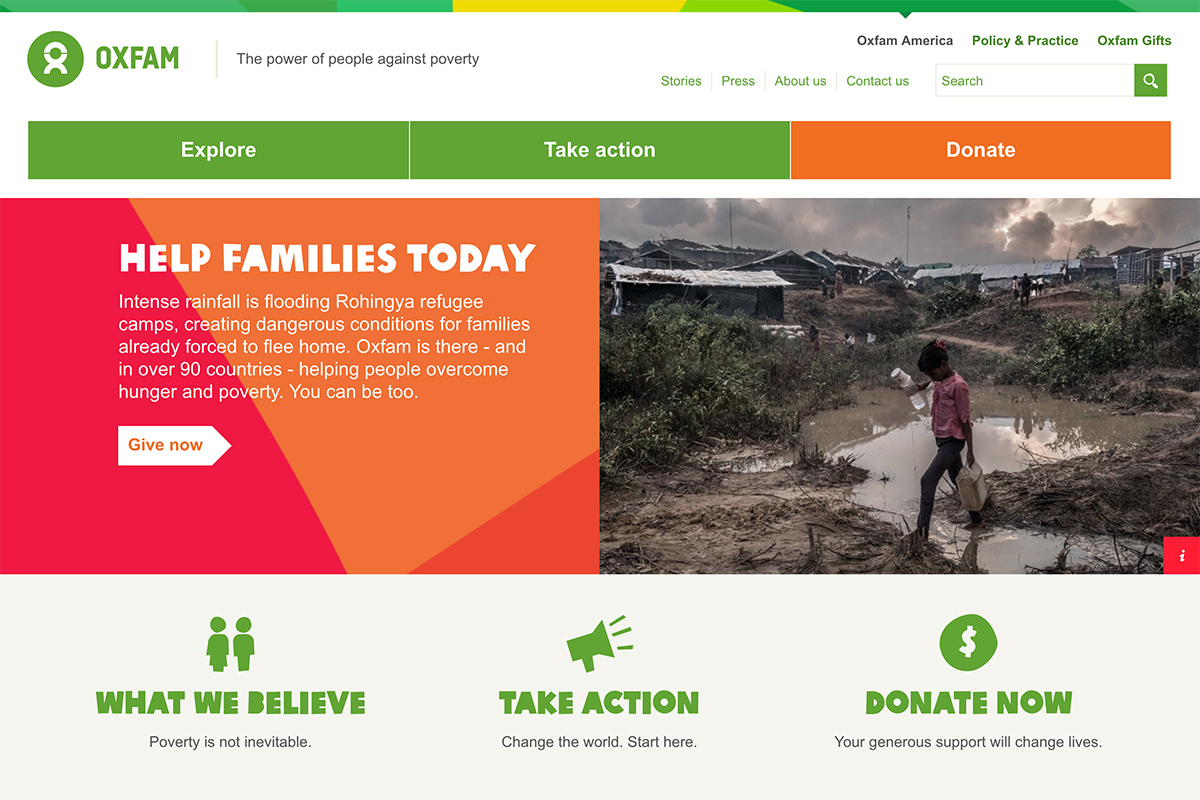 OXFAM
The power of people against poverty
Oxfam America Policy & Practice Oxfam Gifts
Stories Press About us Contact us Search
Explore Take action Donate
HELP FAMILIES TODAY
Intense rainfall is flooding Rohingya refugee
camps, creating dangerous conditions for families
already forced to flee home. Oxfam is there - and
in over 90 countries - helping people overcome
hunger and poverty. You can be too.
Give now
i
WHAT WE BELIEVE
Poverty is not inevitable.
TAKE ACTION
Change the world. Start here.
$
DONATE NOW
Your generous support will change lives.